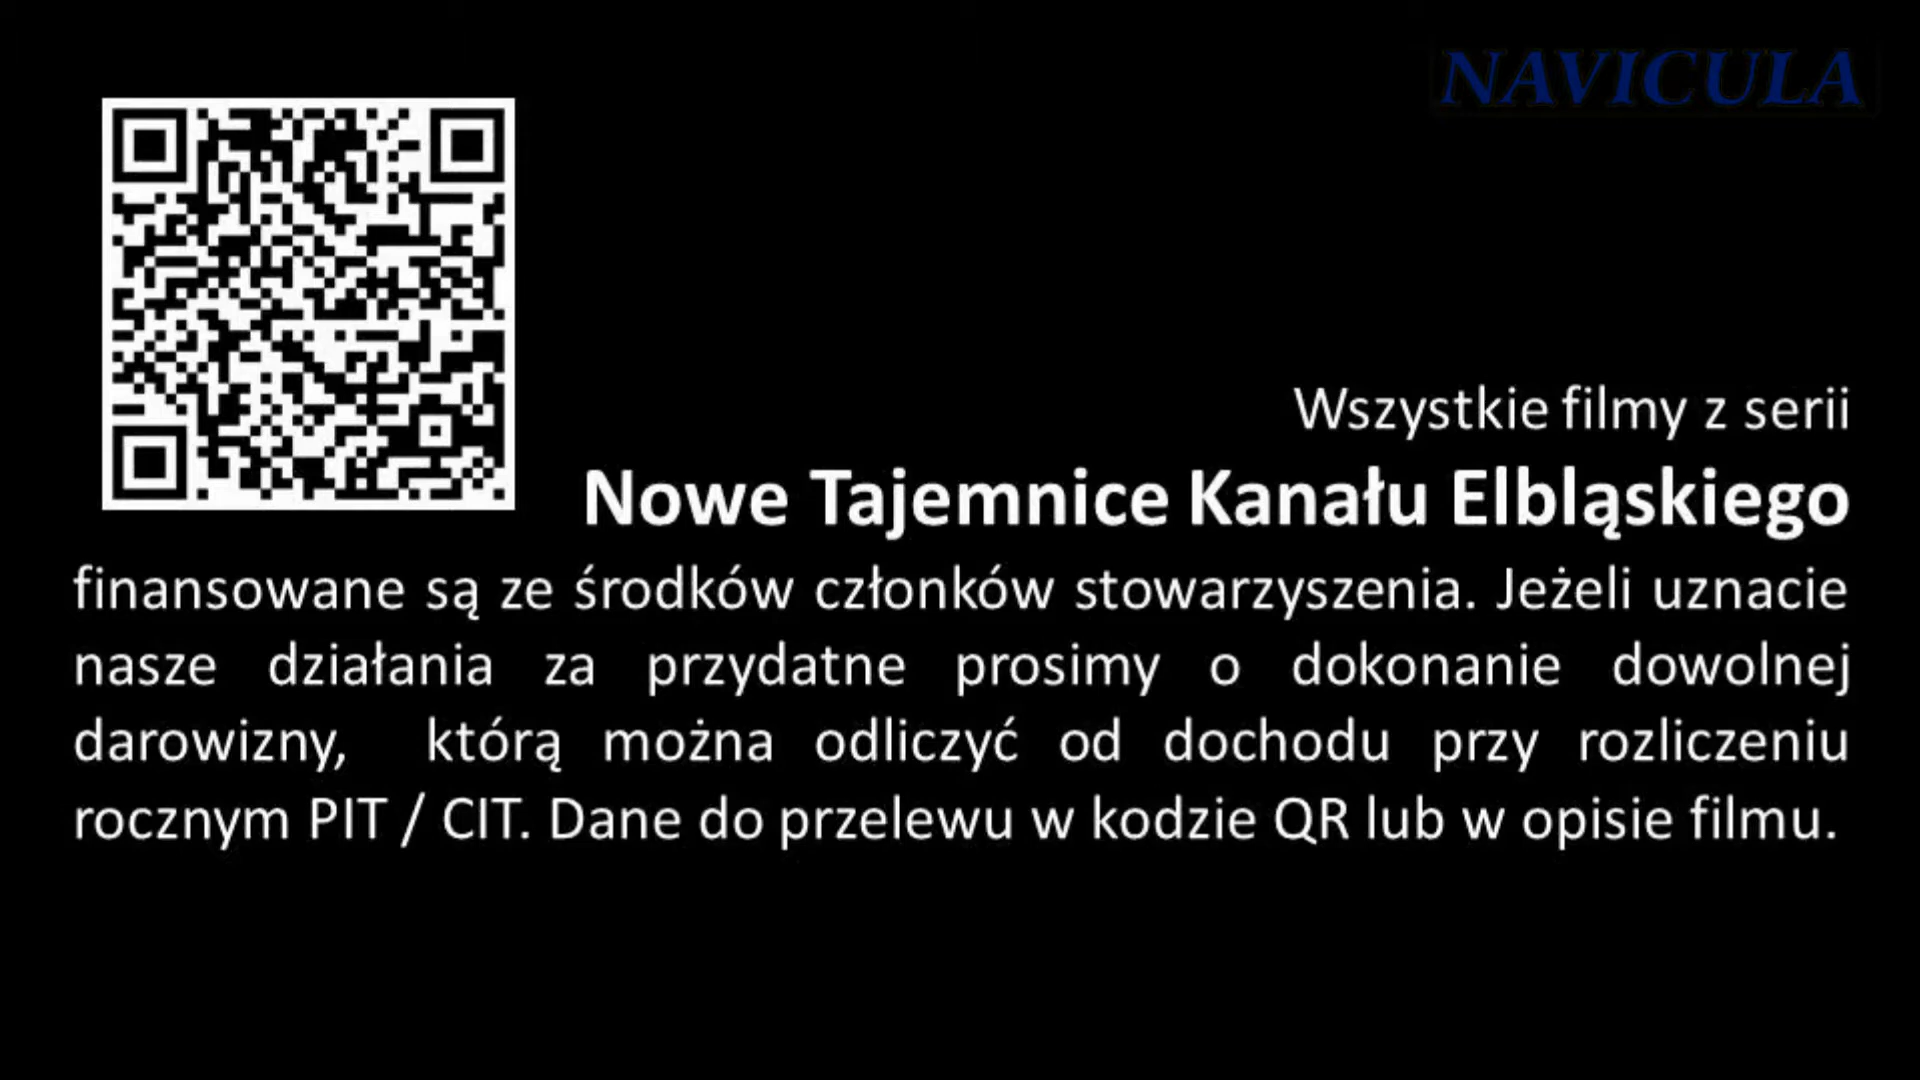 NAVICULA
Wszystkie filmy z serii
Nowe Tajemnice Kanału Elbląskiego
finansowane są ze środków członków stowarzyszenia. Jeżeli uznacie
nasze działania za przydatne prosimy o dokonanie dowolnej
darowizny, którą można odliczyć od dochodu przy rozliczeniu
rocznym PIT / CIT. Dane do przelewu w kodzie QR lub w opisie filmu.